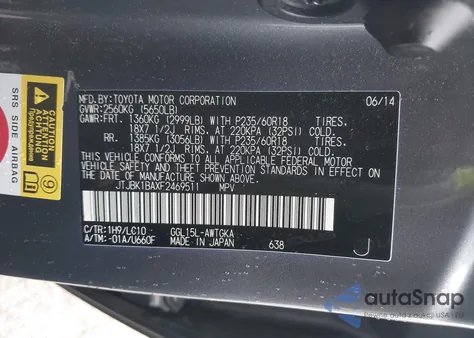 MFD.BY:TOYOTA MOTOR CORPORATION 06/14
GVWR:2560KG (5650LB)
GAWR:FRT. 1360KG (2999LB) WITH P235/60R18 TIRES.
18X7 1/2J RIMS, AT 220KPA (32PSI) COLD
RR. 1385KG (3056LB) WITH P235/60R18 TIRES.
18X7 1/2J RIMS, AT 220KPA (32PSI) COLD
THIS VEHICLE CONFORMS TO ALL APPLICABLE FEDERAL MOTOR
VEHICLE SAFETY AND THEFT PREVENTION STANDARDS IN EFFECT ON
THE DATE OF MANUFACTURE SHOWN ABOVE.
JTJBK1BAXF2469511 MPV
C/TR:1H9/LC10 GGL15L-AWTGKA
A/TM:-01A/U660F MADE IN JAPAN 638
J
SRS SIDE AIRBAG
9
autoSnap